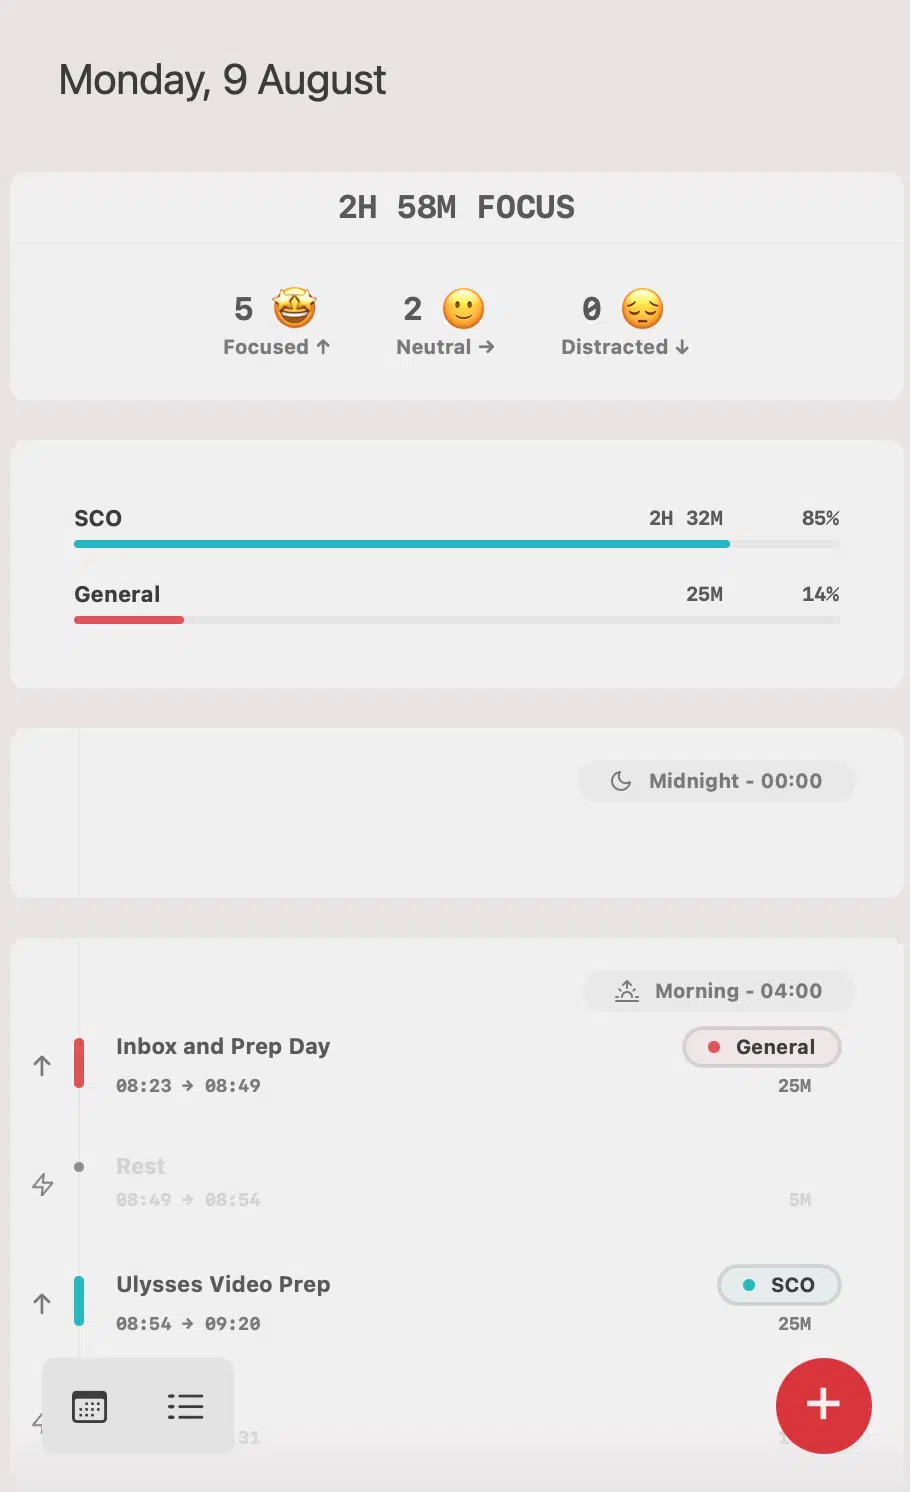 Monday, 9 August
2H 58M FOCUS
5 🤩 2 🙂 0 😔
Focused ↑ Neutral → Distracted ↓
SCO 2H 32M 85%
General 25M 14%
Midnight - 00:00
Morning - 04:00
Inbox and Prep Day General
08:23 → 08:49 25M
Rest
08:49 → 08:54 5M
Ulysses Video Prep SCO
08:54 → 09:20 25M
31